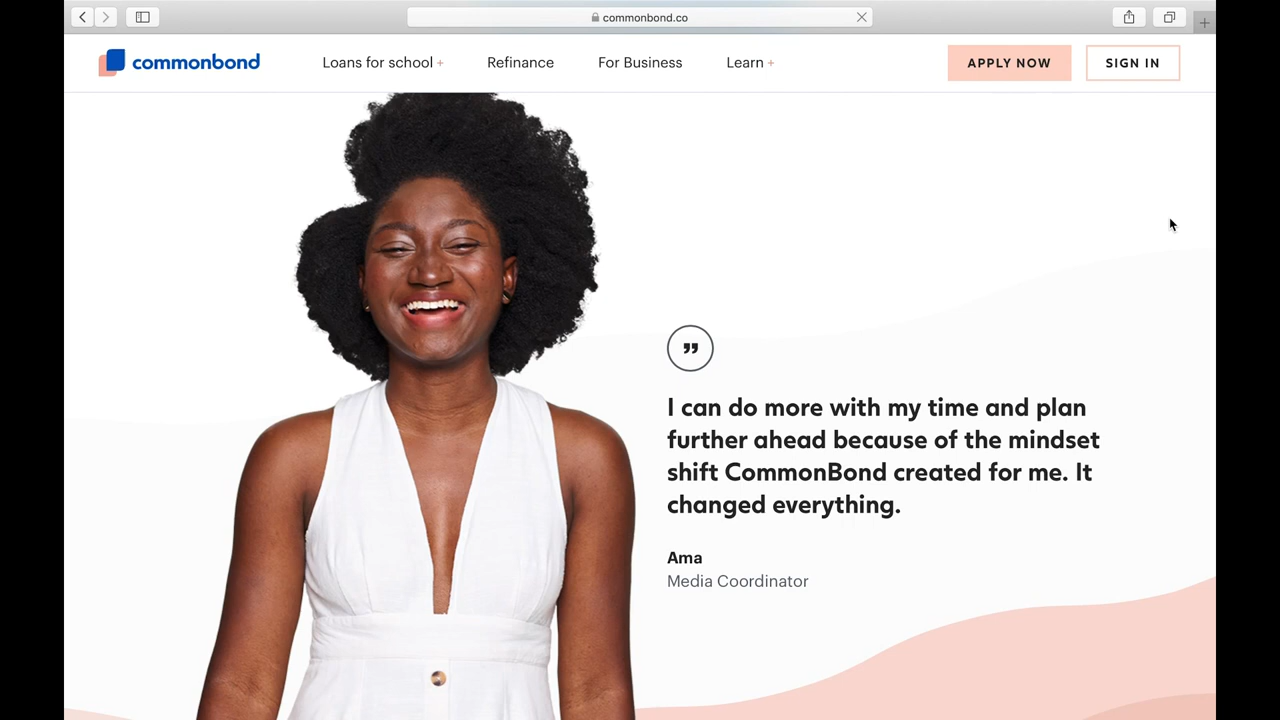 commonbond.co
commonbond
Loans for school +
Refinance
For Business
Learn +
APPLY NOW
SIGN IN
I can do more with my time and plan
further ahead because of the mindset
shift CommonBond created for me. It
changed everything.
Ama
Media Coordinator